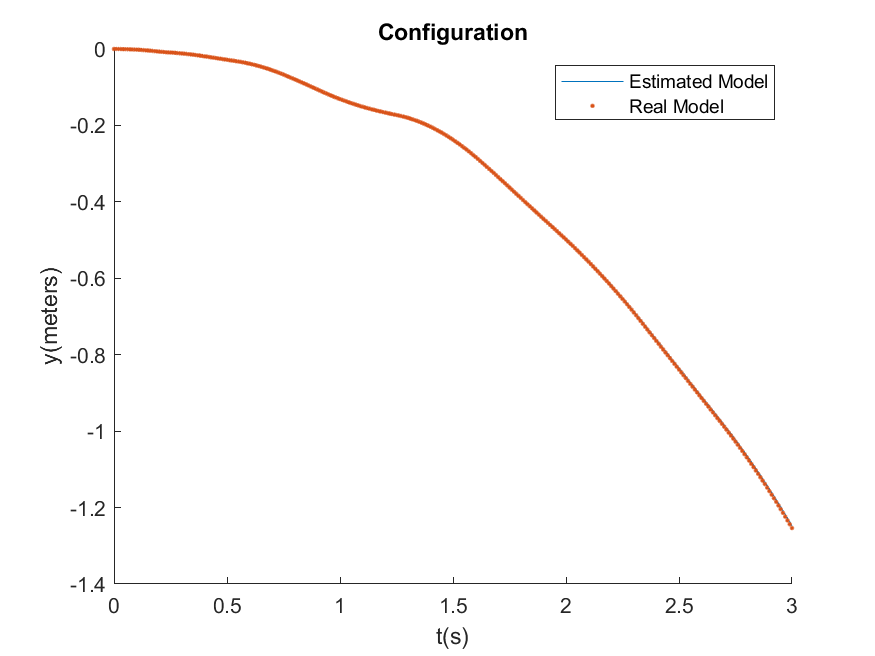 Configuration
Estimated Model
Real Model
0
-0.2
-0.4
-0.6
-0.8
-1
-1.2
-1.4
y(meters)
0 0.5 1 1.5 2 2.5 3
t(s)